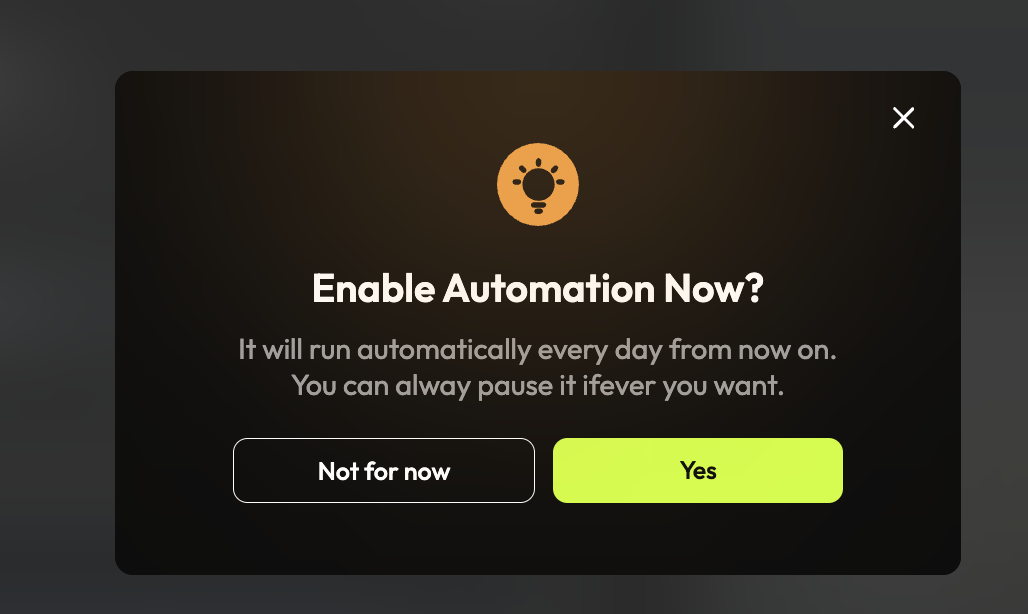 Enable Automation Now?
It will run automatically every day from now on.
You can alway pause it ifever you want.
Not for now
Yes